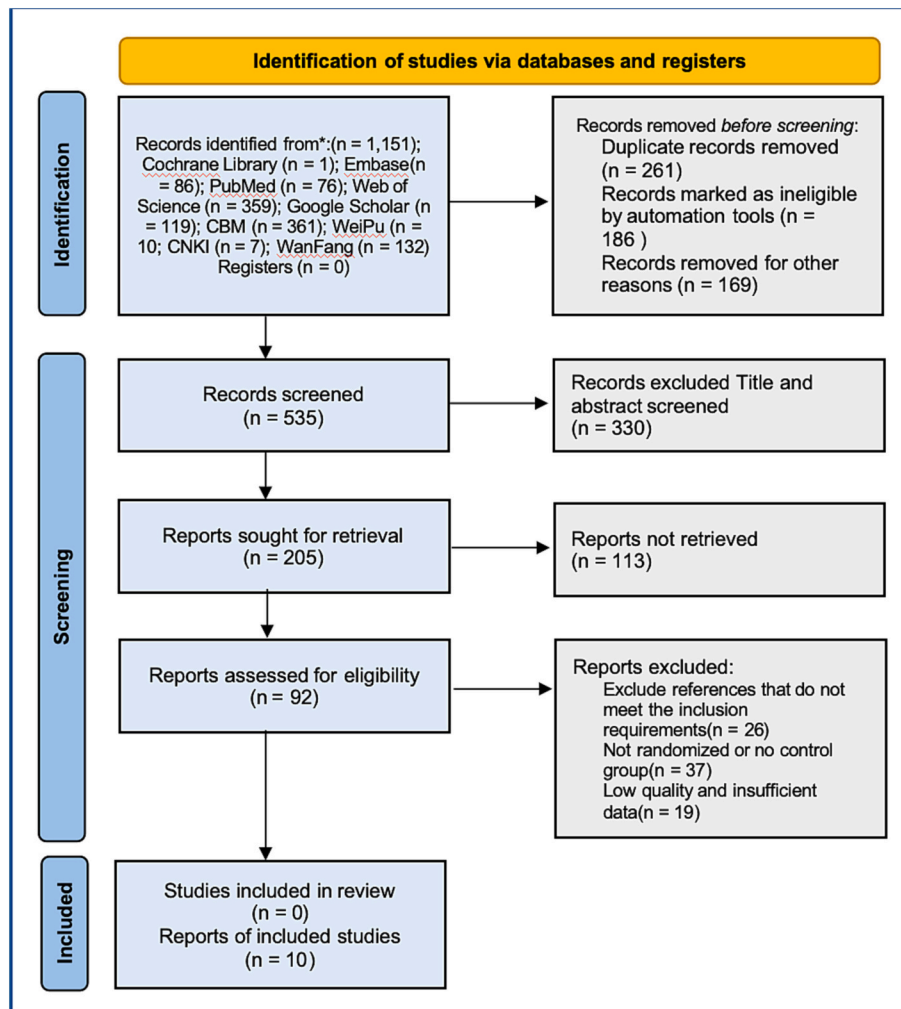 Identification of studies via databases and registers
Identification
Records identified from*:(n = 1,151);
Cochrane Library (n = 1); Embase(n
= 86); PubMed (n = 76); Web of
Science (n = 359); Google Scholar (n
= 119); CBM (n = 361); WeiPu (n =
10; CNKI (n = 7); WanFang (n = 132)
Registers (n = 0)
Records removed before screening:
Duplicate records removed
(n = 261)
Records marked as ineligible
by automation tools (n =
186 )
Records removed for other
reasons (n = 169)
Screening
Records screened
(n = 535)
Records excluded Title and
abstract screened
(n = 330)
Reports sought for retrieval
(n = 205)
Reports not retrieved
(n = 113)
Reports assessed for eligibility
(n = 92)
Reports excluded:
Exclude references that do not
meet the inclusion
requirements(n = 26)
Not randomized or no control
group(n = 37)
Low quality and insufficient
data(n = 19)
Included
Studies included in review
(n = 0)
Reports of included studies
(n = 10)